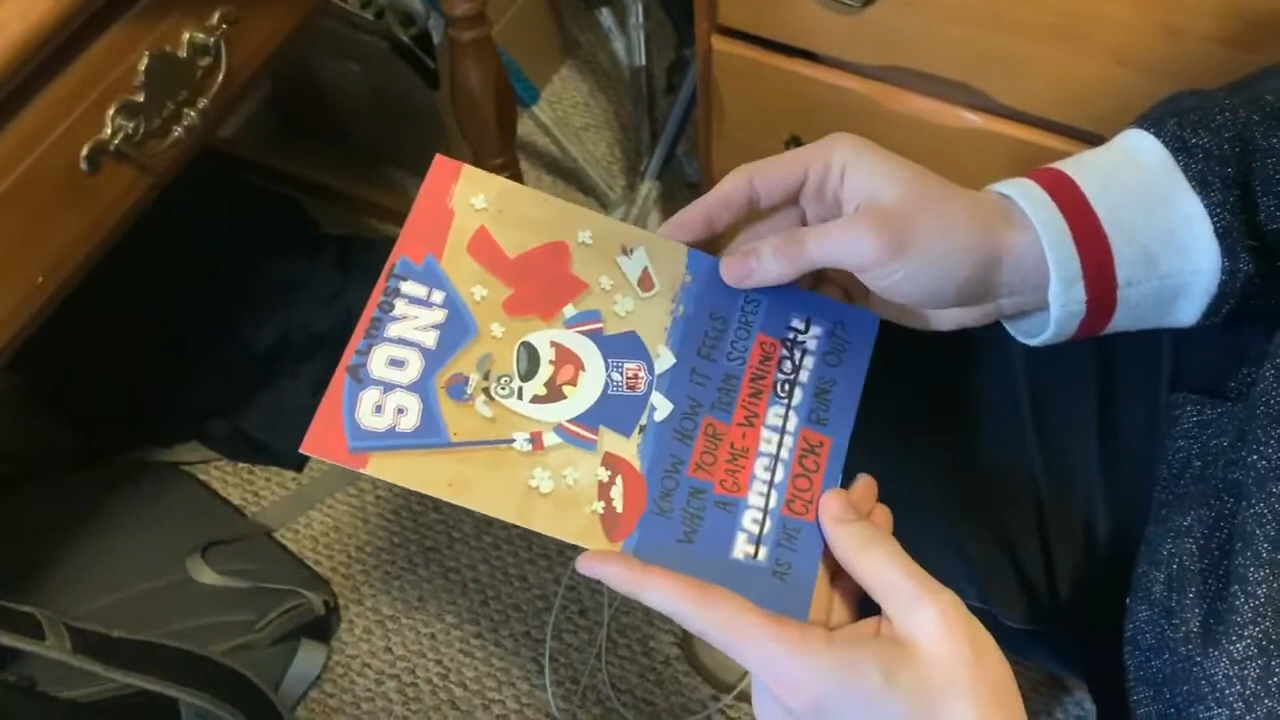 ALMOST
SON!
NFL
KNOW HOW iT FEELS
WHEN YOUR TEAM SCORES
A GAME-WiNNiNG
TOUCHDOWN GOAL
AS THE CLOCK RUNS OUT?